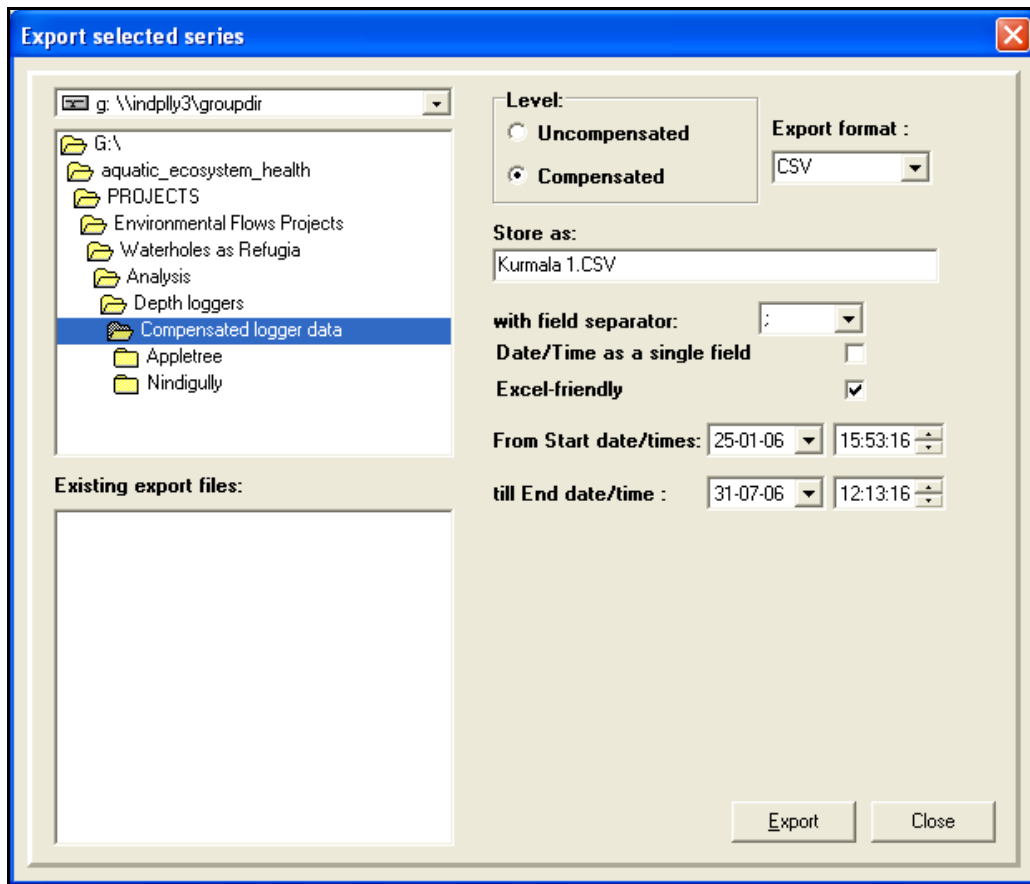 Export selected series
g: \\indplly3\groupdir
G:\
aquatic_ecosystem_health
PROJECTS
Environmental Flows Projects
Waterholes as Refugia
Analysis
Depth loggers
Compensated logger data
Appletree
Nindigully
Existing export files:
Level:
Uncompensated
Compensated
Export format :
CSV
Store as:
Kurmala 1.CSV
with field separator: ;
Date/Time as a single field
Excel-friendly
From Start date/times: 25-01-06 15:53:16
till End date/time : 31-07-06 12:13:16
Export Close